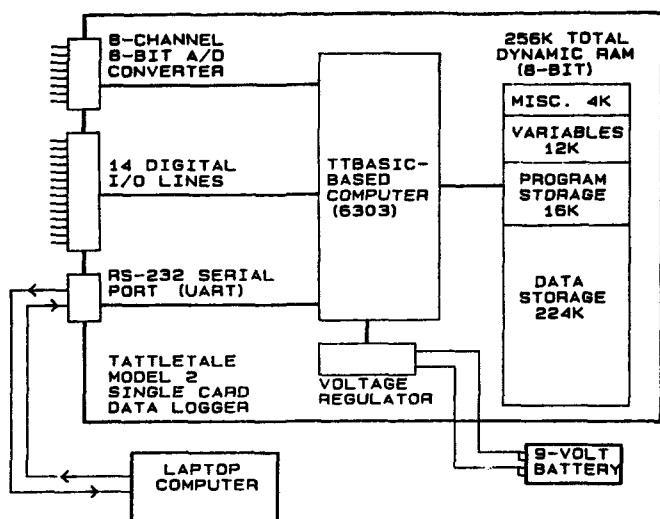 8-CHANNEL
8-BIT A/D
CONVERTER
256K TOTAL
DYNAMIC RAM
(8-BIT)
MISC. 4K
VARIABLES
12K
PROGRAM
STORAGE
16K
DATA
STORAGE
224K
14 DIGITAL
I/O LINES
TTBASIC-
BASED
COMPUTER
(6303)
RS-232 SERIAL
PORT (UART)
TATTLETALE
MODEL 2
SINGLE CARD
DATA LOGGER
VOLTAGE
REGULATOR
9-VOLT
BATTERY
LAPTOP
COMPUTER